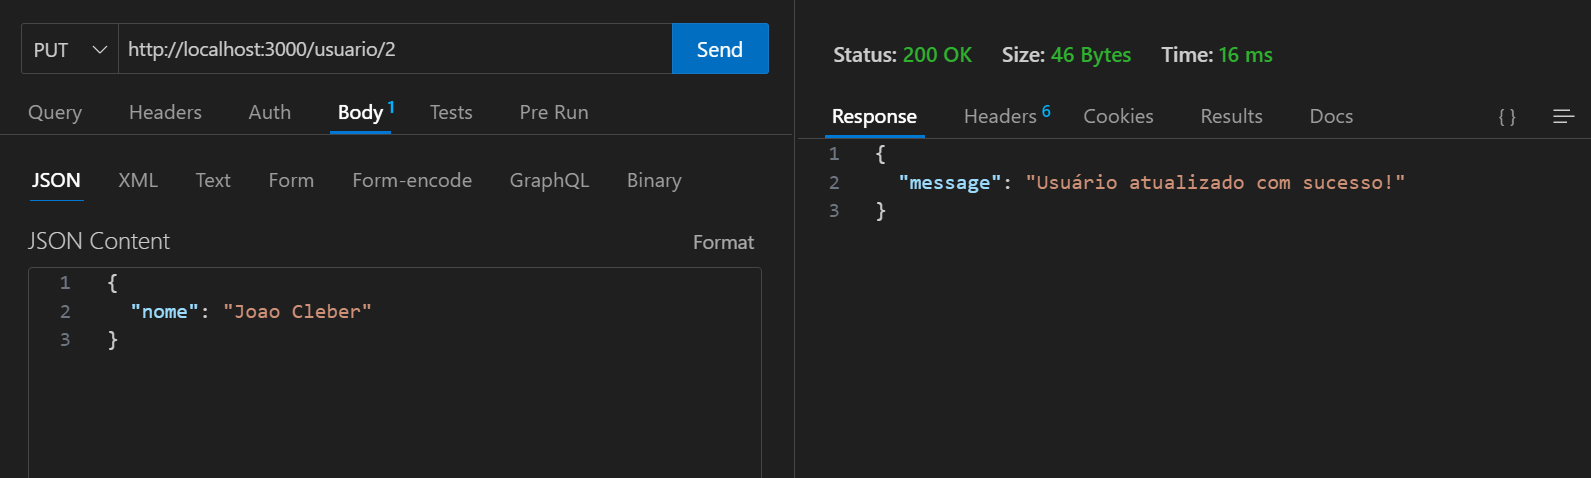 PUT http://localhost:3000/usuario/2 Send
Query Headers Auth Body 1 Tests Pre Run
JSON XML Text Form Form-encode GraphQL Binary
JSON Content Format
1 {
2 "nome": "Joao Cleber"
3 }
Status: 200 OK Size: 46 Bytes Time: 16 ms
Response Headers 6 Cookies Results Docs { }
1 {
2 "message": "Usuário atualizado com sucesso!"
3 }